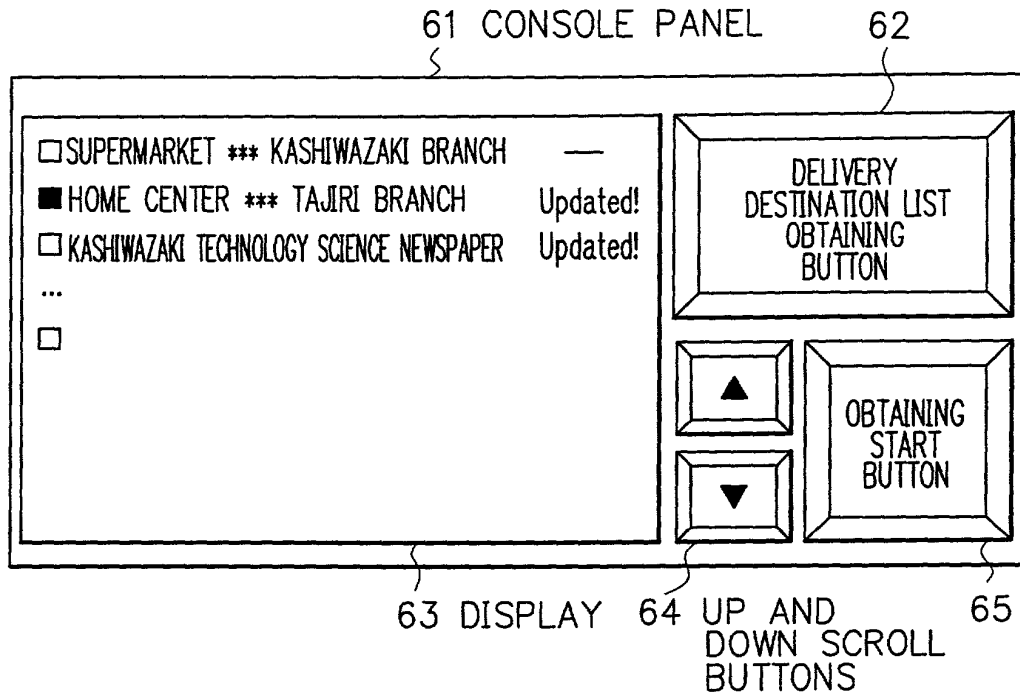 61 CONSOLE PANEL
62
□ SUPERMARKET *** KASHIWAZAKI BRANCH —
■ HOME CENTER *** TAJIRI BRANCH Updated!
□ KASHIWAZAKI TECHNOLOGY SCIENCE NEWSPAPER Updated!
...
□
DELIVERY
DESTINATION LIST
OBTAINING
BUTTON
▲
▼
OBTAINING
START
BUTTON
63 DISPLAY
64 UP AND
DOWN SCROLL
BUTTONS
65